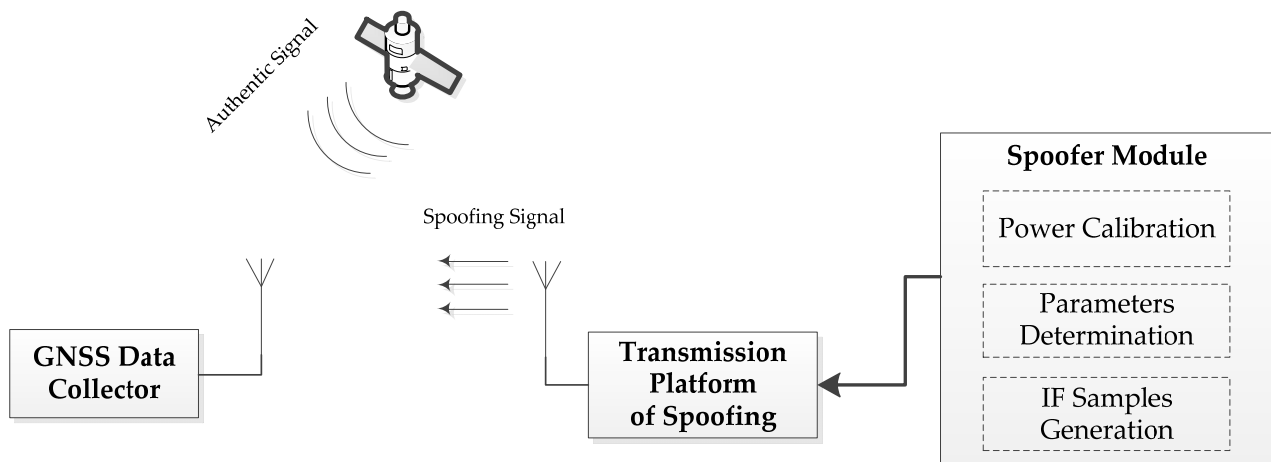 Authentic Signal
Spoofing Signal
GNSS Data
Collector
Transmission
Platform
of Spoofing
Spoofer Module
Power Calibration
Parameters
Determination
IF Samples
Generation